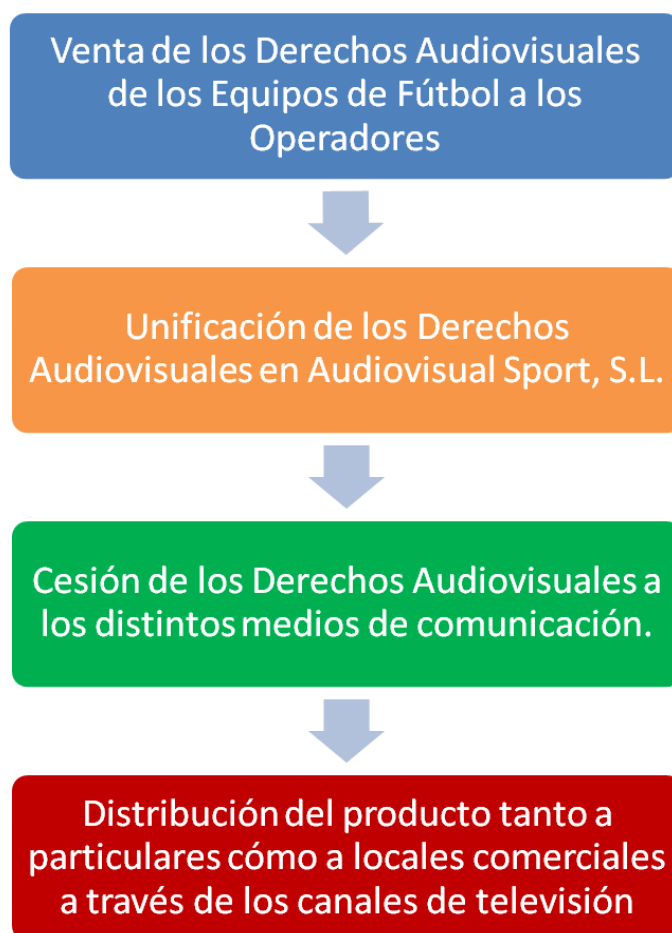 Venta de los Derechos Audiovisuales
de los Equipos de Fútbol a los
Operadores
Unificación de los Derechos
Audiovisuales en Audiovisual Sport, S.L.
Cesión de los Derechos Audiovisuales a
los distintos medios de comunicación.
Distribución del producto tanto a
particulares cómo a locales comerciales
a través de los canales de televisión